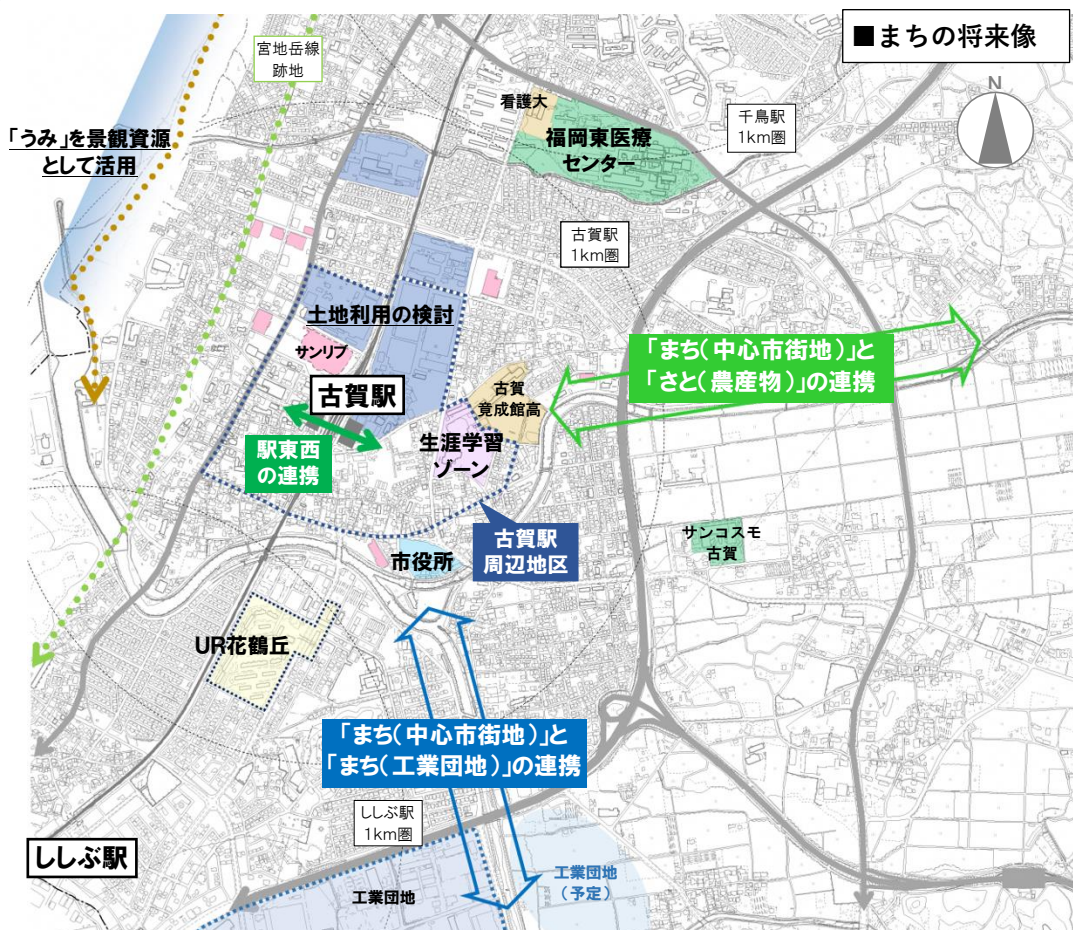 ■まちの将来像
宮地岳線
跡地
N
看護大
福岡東医療
センター
千鳥駅
1km圏
「うみ」を景観資源
として活用
古賀駅
1km圏
土地利用の検討
サンリブ
「まち(中心市街地)」と
「さと(農産物)」の連携
古賀駅
古賀
竟成館高
駅東西
の連携
生涯学習
ゾーン
古賀駅
周辺地区
サンコスモ
古賀
市役所
UR花鶴丘
「まち(中心市街地)」と
「まち(工業団地)」の連携
ししぶ駅
1km圏
ししぶ駅
工業団地
工業団地
(予定)